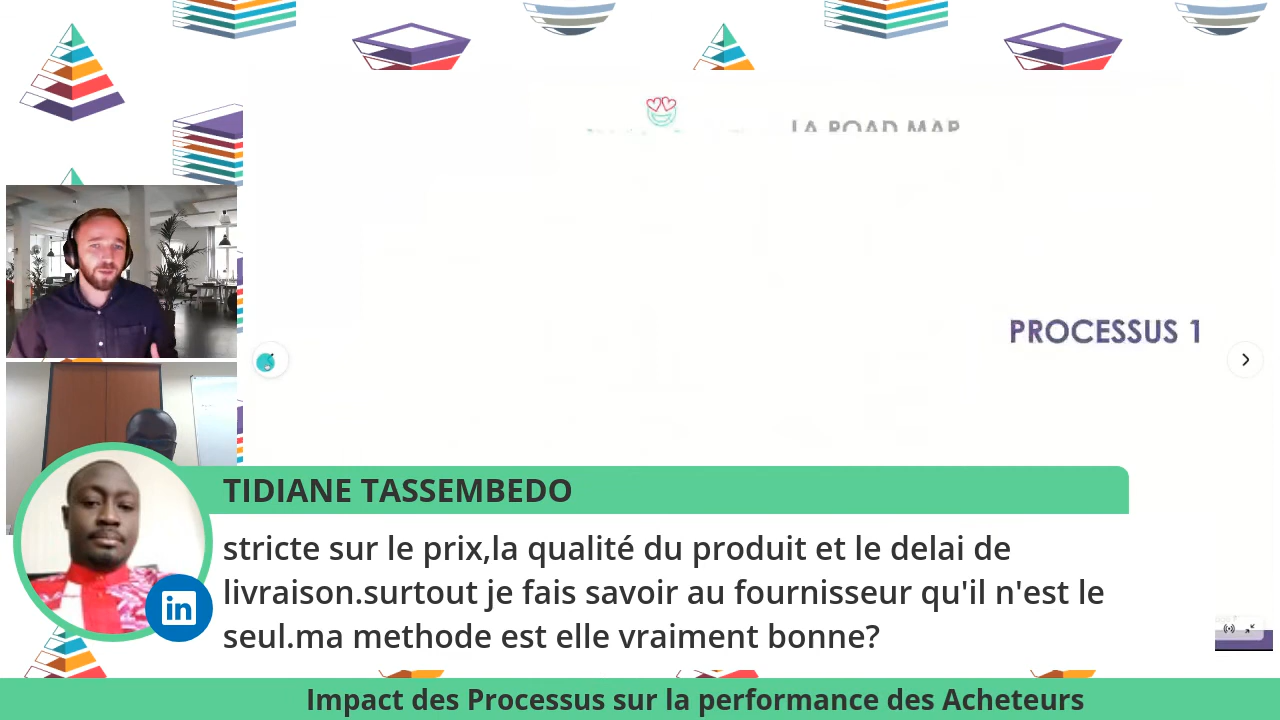 LA ROAD MAP
PROCESSUS 1
TIDIANE TASSEMBEDO
stricte sur le prix,la qualité du produit et le delai de
livraison.surtout je fais savoir au fournisseur qu'il n'est le
seul.ma methode est elle vraiment bonne?
in
Impact des Processus sur la performance des Acheteurs